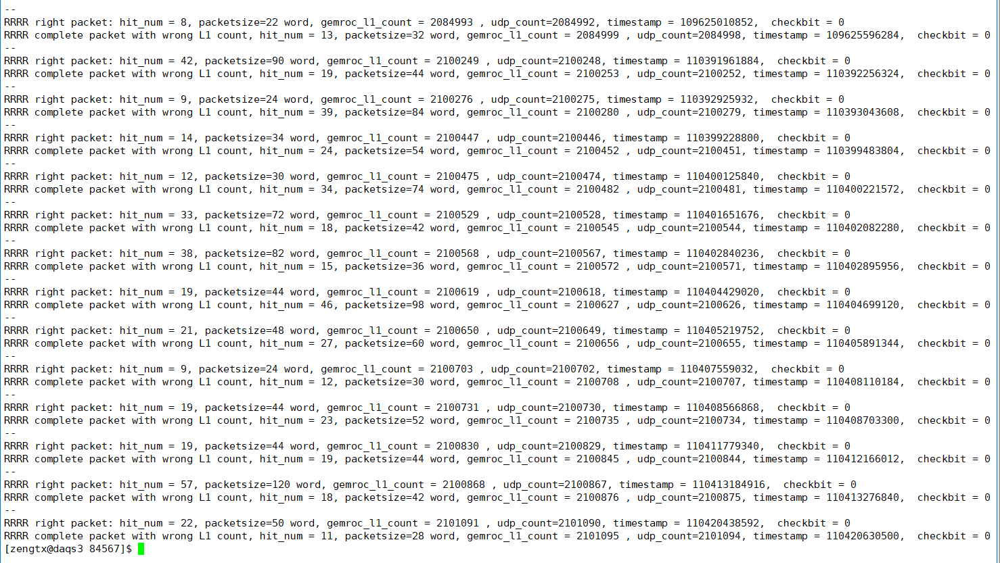 --
RRRR right packet: hit_num = 8, packetsize=22 word, gemroc_l1_count = 2084993 , udp_count=2084992, timestamp = 109625010852,  checkbit = 0
RRRR complete packet with wrong L1 count, hit_num = 13, packetsize=32 word, gemroc_l1_count = 2084999 , udp_count=2084998, timestamp = 109625596284,  checkbit = 0
--
RRRR right packet: hit_num = 42, packetsize=90 word, gemroc_l1_count = 2100249 , udp_count=2100248, timestamp = 110391961884,  checkbit = 0
RRRR complete packet with wrong L1 count, hit_num = 19, packetsize=44 word, gemroc_l1_count = 2100253 , udp_count=2100252, timestamp = 110392256324,  checkbit = 0
--
RRRR right packet: hit_num = 9, packetsize=24 word, gemroc_l1_count = 2100276 , udp_count=2100275, timestamp = 110392925932,  checkbit = 0
RRRR complete packet with wrong L1 count, hit_num = 39, packetsize=84 word, gemroc_l1_count = 2100280 , udp_count=2100279, timestamp = 110393043608,  checkbit = 0
--
RRRR right packet: hit_num = 14, packetsize=34 word, gemroc_l1_count = 2100447 , udp_count=2100446, timestamp = 110399228800,  checkbit = 0
RRRR complete packet with wrong L1 count, hit_num = 24, packetsize=54 word, gemroc_l1_count = 2100452 , udp_count=2100451, timestamp = 110399483804,  checkbit = 0
--
RRRR right packet: hit_num = 12, packetsize=30 word, gemroc_l1_count = 2100475 , udp_count=2100474, timestamp = 110400125840,  checkbit = 0
RRRR complete packet with wrong L1 count, hit_num = 34, packetsize=74 word, gemroc_l1_count = 2100482 , udp_count=2100481, timestamp = 110400221572,  checkbit = 0
--
RRRR right packet: hit_num = 33, packetsize=72 word, gemroc_l1_count = 2100529 , udp_count=2100528, timestamp = 110401651676,  checkbit = 0
RRRR complete packet with wrong L1 count, hit_num = 18, packetsize=42 word, gemroc_l1_count = 2100545 , udp_count=2100544, timestamp = 110402082280,  checkbit = 0
--
RRRR right packet: hit_num = 38, packetsize=82 word, gemroc_l1_count = 2100568 , udp_count=2100567, timestamp = 110402840236,  checkbit = 0
RRRR complete packet with wrong L1 count, hit_num = 15, packetsize=36 word, gemroc_l1_count = 2100572 , udp_count=2100571, timestamp = 110402895956,  checkbit = 0
--
RRRR right packet: hit_num = 19, packetsize=44 word, gemroc_l1_count = 2100619 , udp_count=2100618, timestamp = 110404429020,  checkbit = 0
RRRR complete packet with wrong L1 count, hit_num = 46, packetsize=98 word, gemroc_l1_count = 2100627 , udp_count=2100626, timestamp = 110404699120,  checkbit = 0
--
RRRR right packet: hit_num = 21, packetsize=48 word, gemroc_l1_count = 2100650 , udp_count=2100649, timestamp = 110405219752,  checkbit = 0
RRRR complete packet with wrong L1 count, hit_num = 27, packetsize=60 word, gemroc_l1_count = 2100656 , udp_count=2100655, timestamp = 110405891344,  checkbit = 0
--
RRRR right packet: hit_num = 9, packetsize=24 word, gemroc_l1_count = 2100703 , udp_count=2100702, timestamp = 110407559032,  checkbit = 0
RRRR complete packet with wrong L1 count, hit_num = 12, packetsize=30 word, gemroc_l1_count = 2100708 , udp_count=2100707, timestamp = 110408110184,  checkbit = 0
--
RRRR right packet: hit_num = 19, packetsize=44 word, gemroc_l1_count = 2100731 , udp_count=2100730, timestamp = 110408566868,  checkbit = 0
RRRR complete packet with wrong L1 count, hit_num = 23, packetsize=52 word, gemroc_l1_count = 2100735 , udp_count=2100734, timestamp = 110408703300,  checkbit = 0
--
RRRR right packet: hit_num = 19, packetsize=44 word, gemroc_l1_count = 2100830 , udp_count=2100829, timestamp = 110411779340,  checkbit = 0
RRRR complete packet with wrong L1 count, hit_num = 19, packetsize=44 word, gemroc_l1_count = 2100845 , udp_count=2100844, timestamp = 110412166012,  checkbit = 0
--
RRRR right packet: hit_num = 57, packetsize=120 word, gemroc_l1_count = 2100868 , udp_count=2100867, timestamp = 110413184916,  checkbit = 0
RRRR complete packet with wrong L1 count, hit_num = 18, packetsize=42 word, gemroc_l1_count = 2100876 , udp_count=2100875, timestamp = 110413276840,  checkbit = 0
--
RRRR right packet: hit_num = 22, packetsize=50 word, gemroc_l1_count = 2101091 , udp_count=2101090, timestamp = 110420438592,  checkbit = 0
RRRR complete packet with wrong L1 count, hit_num = 11, packetsize=28 word, gemroc_l1_count = 2101095 , udp_count=2101094, timestamp = 110420630500,  checkbit = 0
[zengtx@daqs3 84567]$